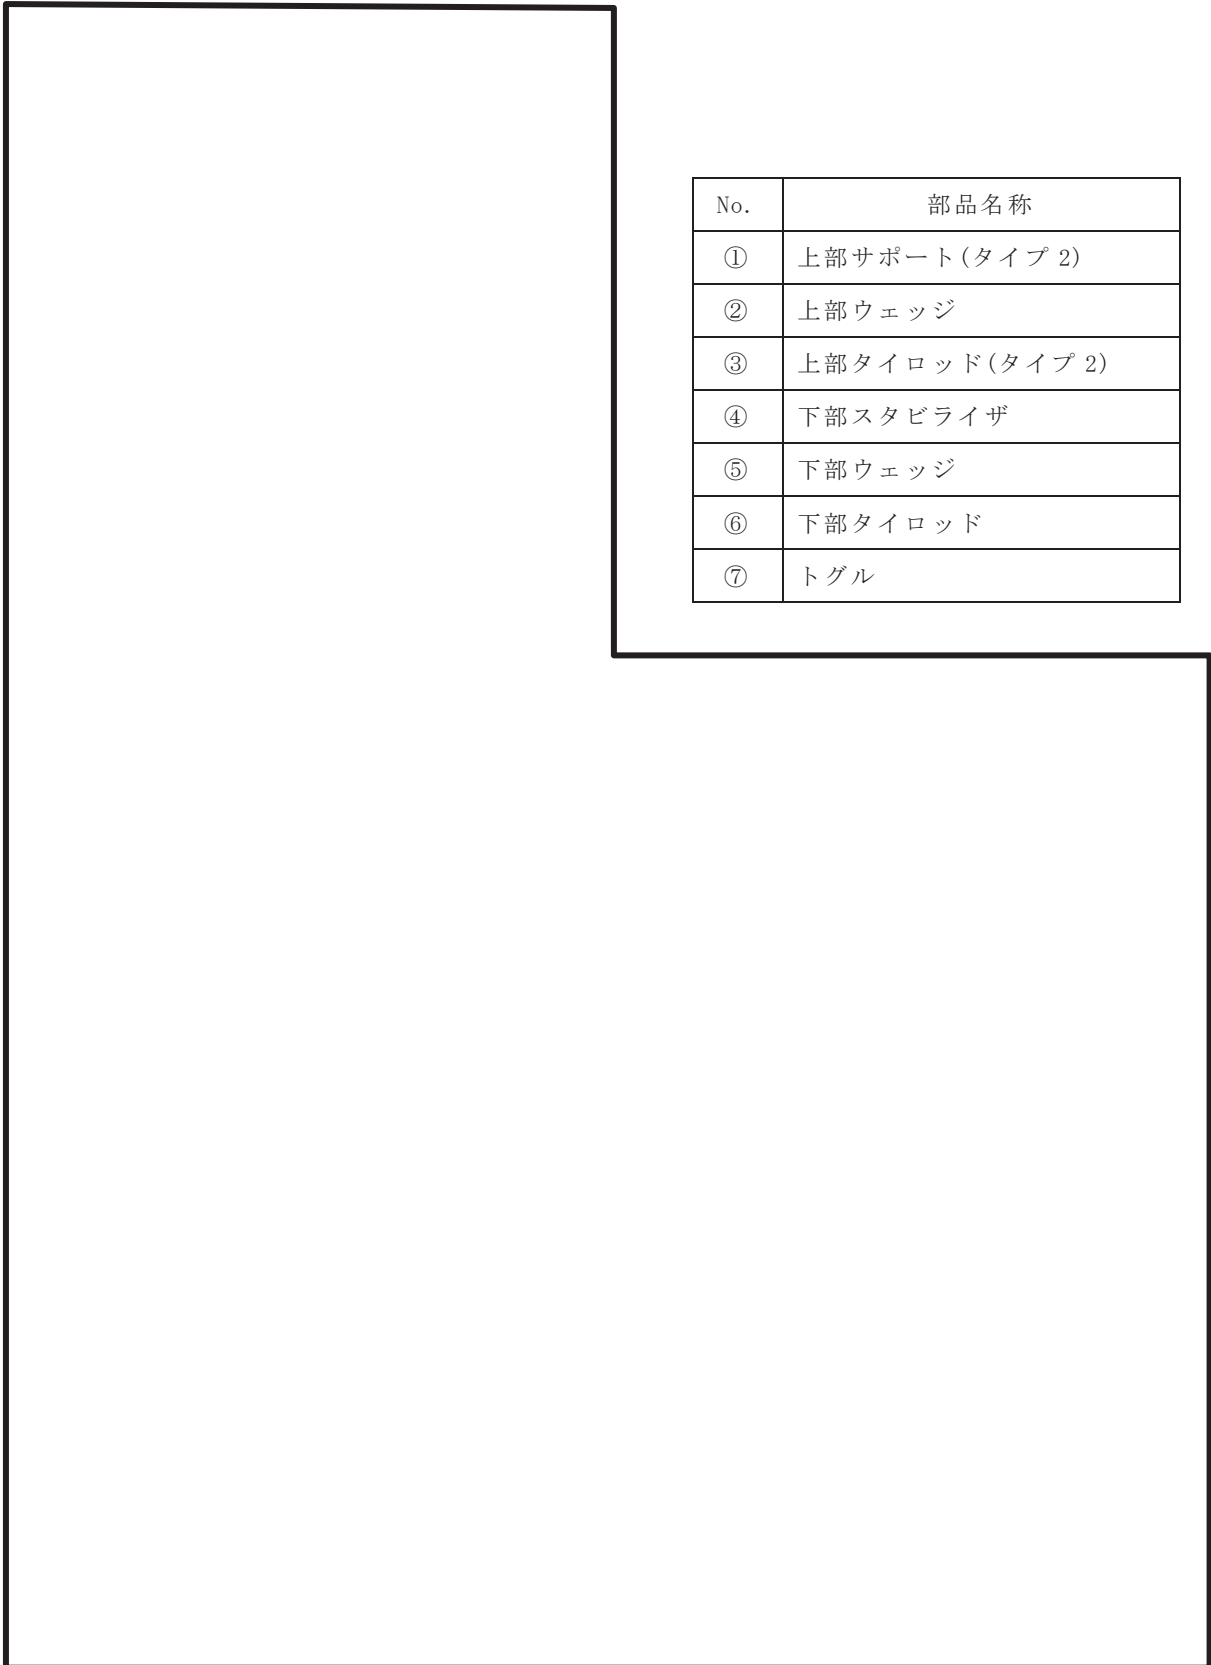 No. 部品名称
① 上部サポート(タイプ 2)
② 上部ウェッジ
③ 上部タイロッド(タイプ 2)
④ 下部スタビライザ
⑤ 下部ウェッジ
⑥ 下部タイロッド
⑦ トグル